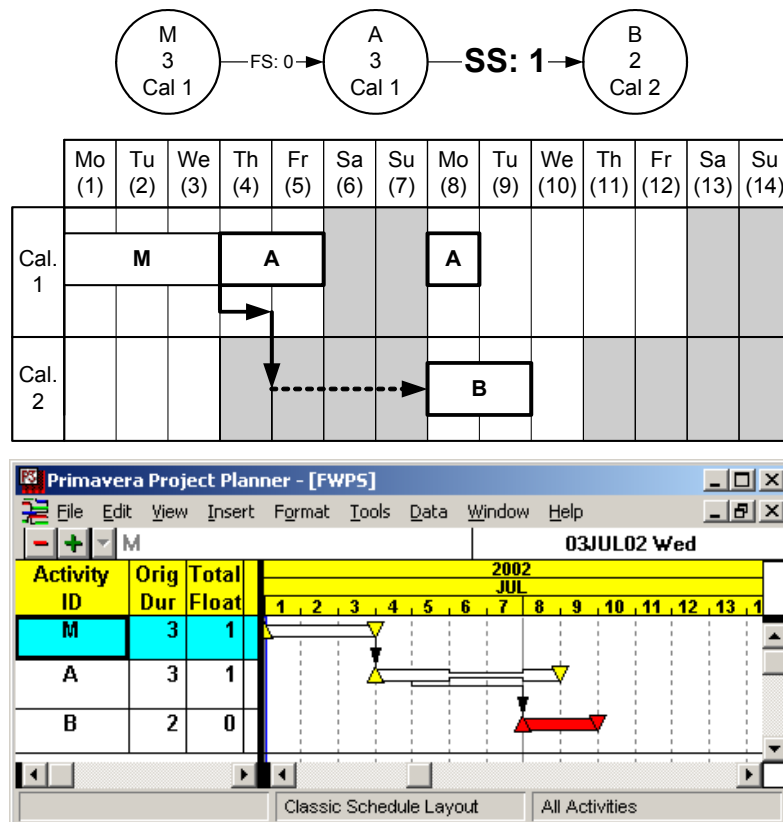 M
3
Cal 1
FS: 0
A
3
Cal 1
SS: 1
B
2
Cal 2
Mo Tu We Th Fr Sa Su Mo Tu We Th Fr Sa Su
(1) (2) (3) (4) (5) (6) (7) (8) (9) (10) (11) (12) (13) (14)
Cal. 1
M A A
Cal. 2
B
Primavera Project Planner - [FWPS]
File Edit View Insert Format Tools Data Window Help
M 03JUL02 Wed
Activity Orig Total 2002
JUL
ID Dur Float 1 2 3 4 5 6 7 8 9 10 11 12 13 1
M 3 1
A 3 1
B 2 0
Classic Schedule Layout All Activities